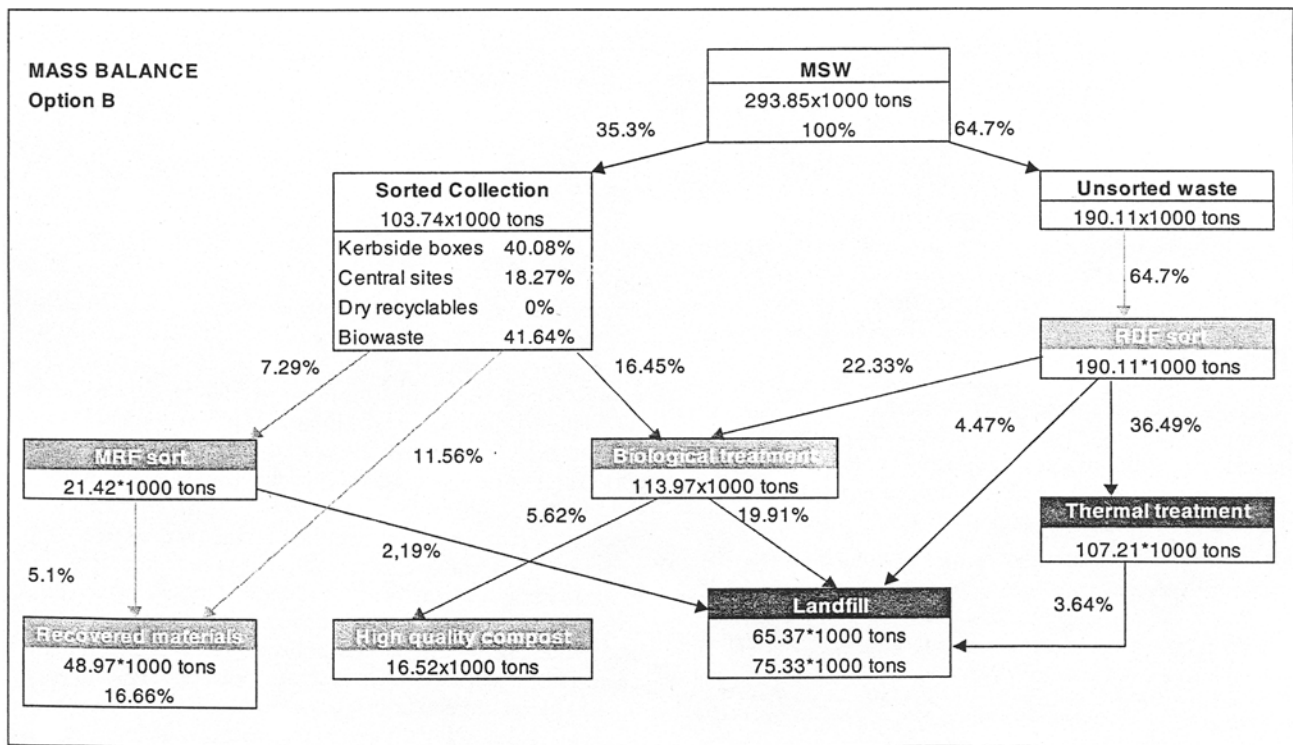 MASS BALANCE
Option B
MSW
293.85x1000 tons
100%
35.3%
64.7%
Sorted Collection
103.74x1000 tons
Kerbside boxes 40.08%
Central sites 18.27%
Dry recyclables 0%
Biowaste 41.64%
Unsorted waste
190.11x1000 tons
64.7%
RDF sort
190.11*1000 tons
7.29%
11.56%
16.45%
22.33%
4.47%
36.49%
MRF sort
21.42*1000 tons
Biological treatment
113.97x1000 tons
Thermal treatment
107.21*1000 tons
5.1%
2,19%
5.62%
19.91%
3.64%
Recovered materials
48.97*1000 tons
16.66%
High quality compost
16.52x1000 tons
Landfill
65.37*1000 tons
75.33*1000 tons